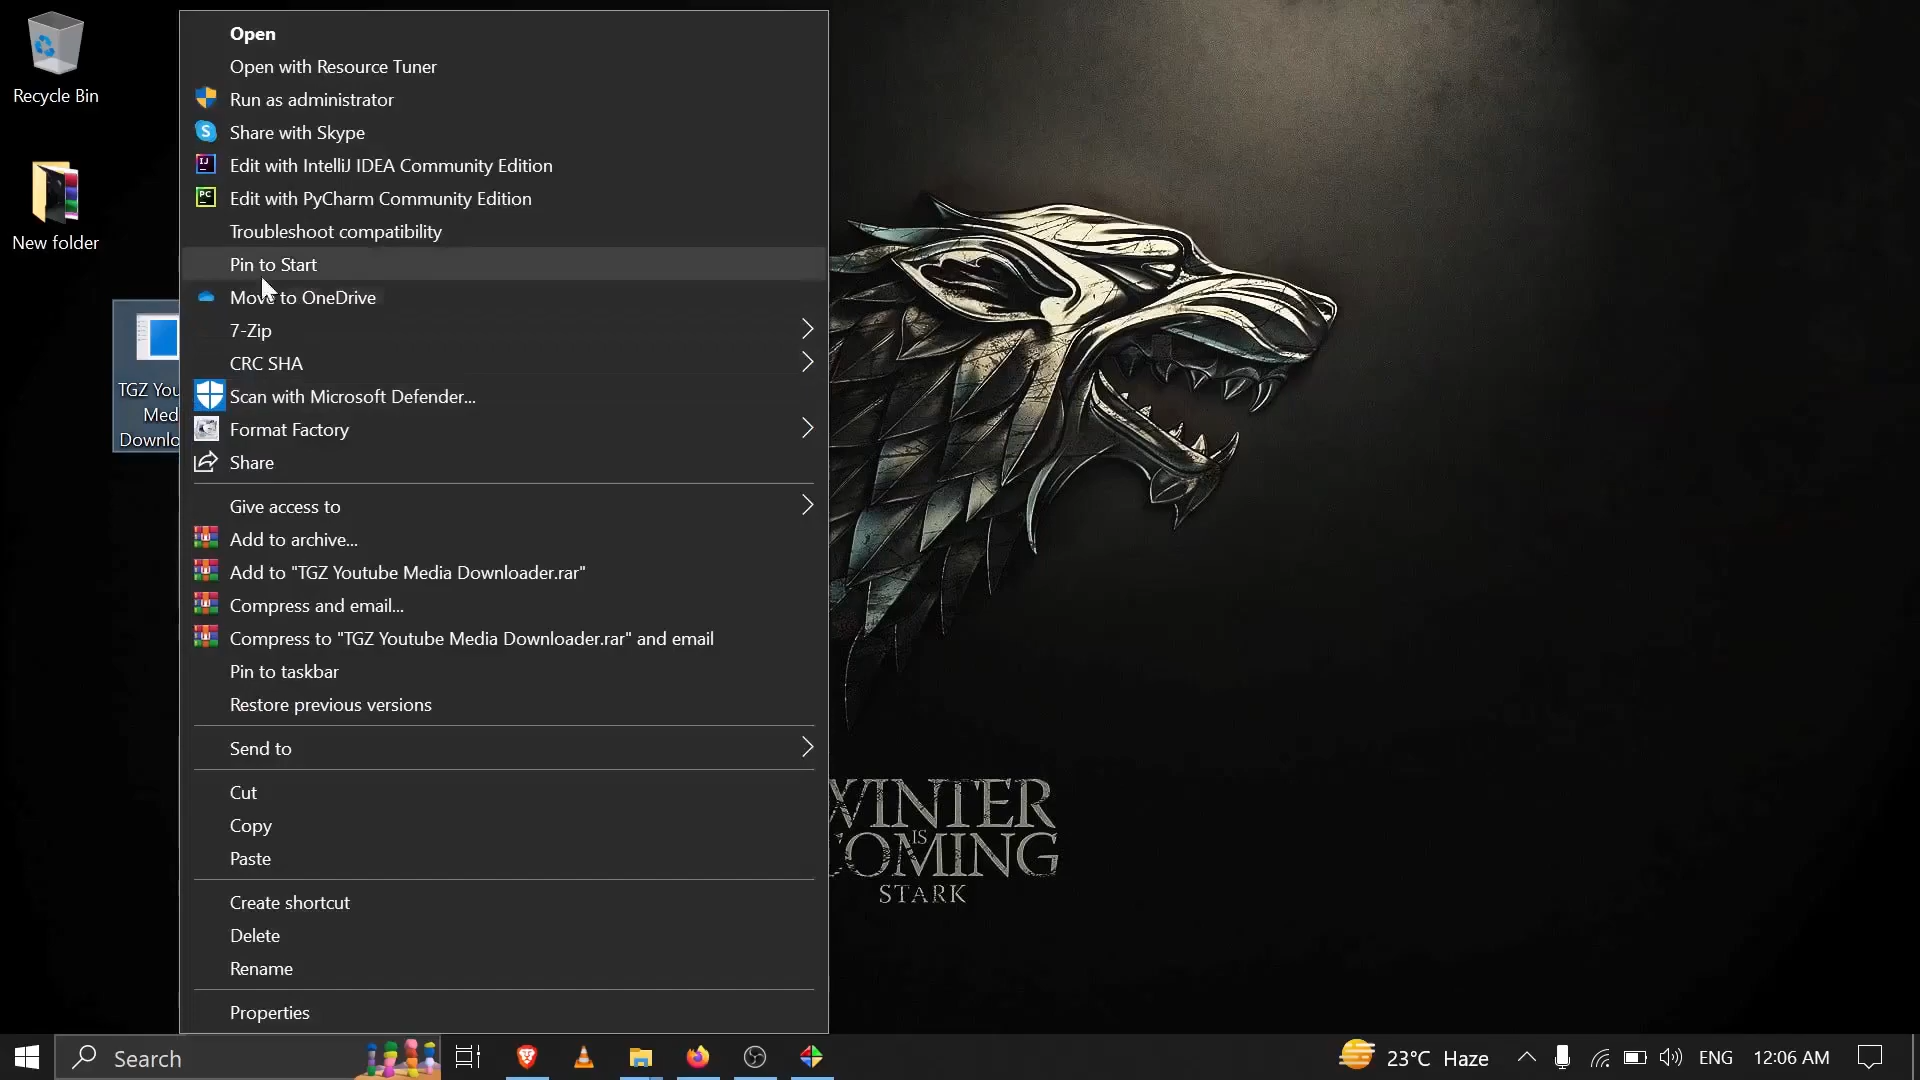 Recycle Bin
New folder
TGZ You
Med
Downlo
Open
Open with Resource Tuner
Run as administrator
Share with Skype
Edit with IntelliJ IDEA Community Edition
Edit with PyCharm Community Edition
Troubleshoot compatibility
Pin to Start
Move to OneDrive
7-Zip
CRC SHA
Scan with Microsoft Defender...
Format Factory
Share
Give access to
Add to archive...
Add to "TGZ Youtube Media Downloader.rar"
Compress and email...
Compress to "TGZ Youtube Media Downloader.rar" and email
Pin to taskbar
Restore previous versions
Send to
Cut
Copy
Paste
Create shortcut
Delete
Rename
Properties
WINTER
IS
COMING
STARK
Search
23°C Haze
ENG
12:06 AM